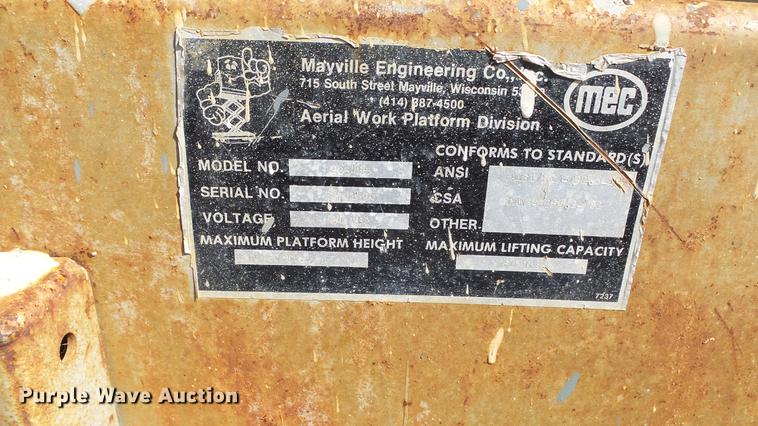 Mayville Engineering Co., Inc.
715 South Street Mayville, Wisconsin
(414) 387-4500
Aerial Work Platform Division
mec
CONFORMS TO STANDARD(S)
MODEL NO.
ANSI
SERIAL NO.
CSA
VOLTAGE
OTHER
MAXIMUM PLATFORM HEIGHT
MAXIMUM LIFTING CAPACITY
7237
Purple Wave Auction